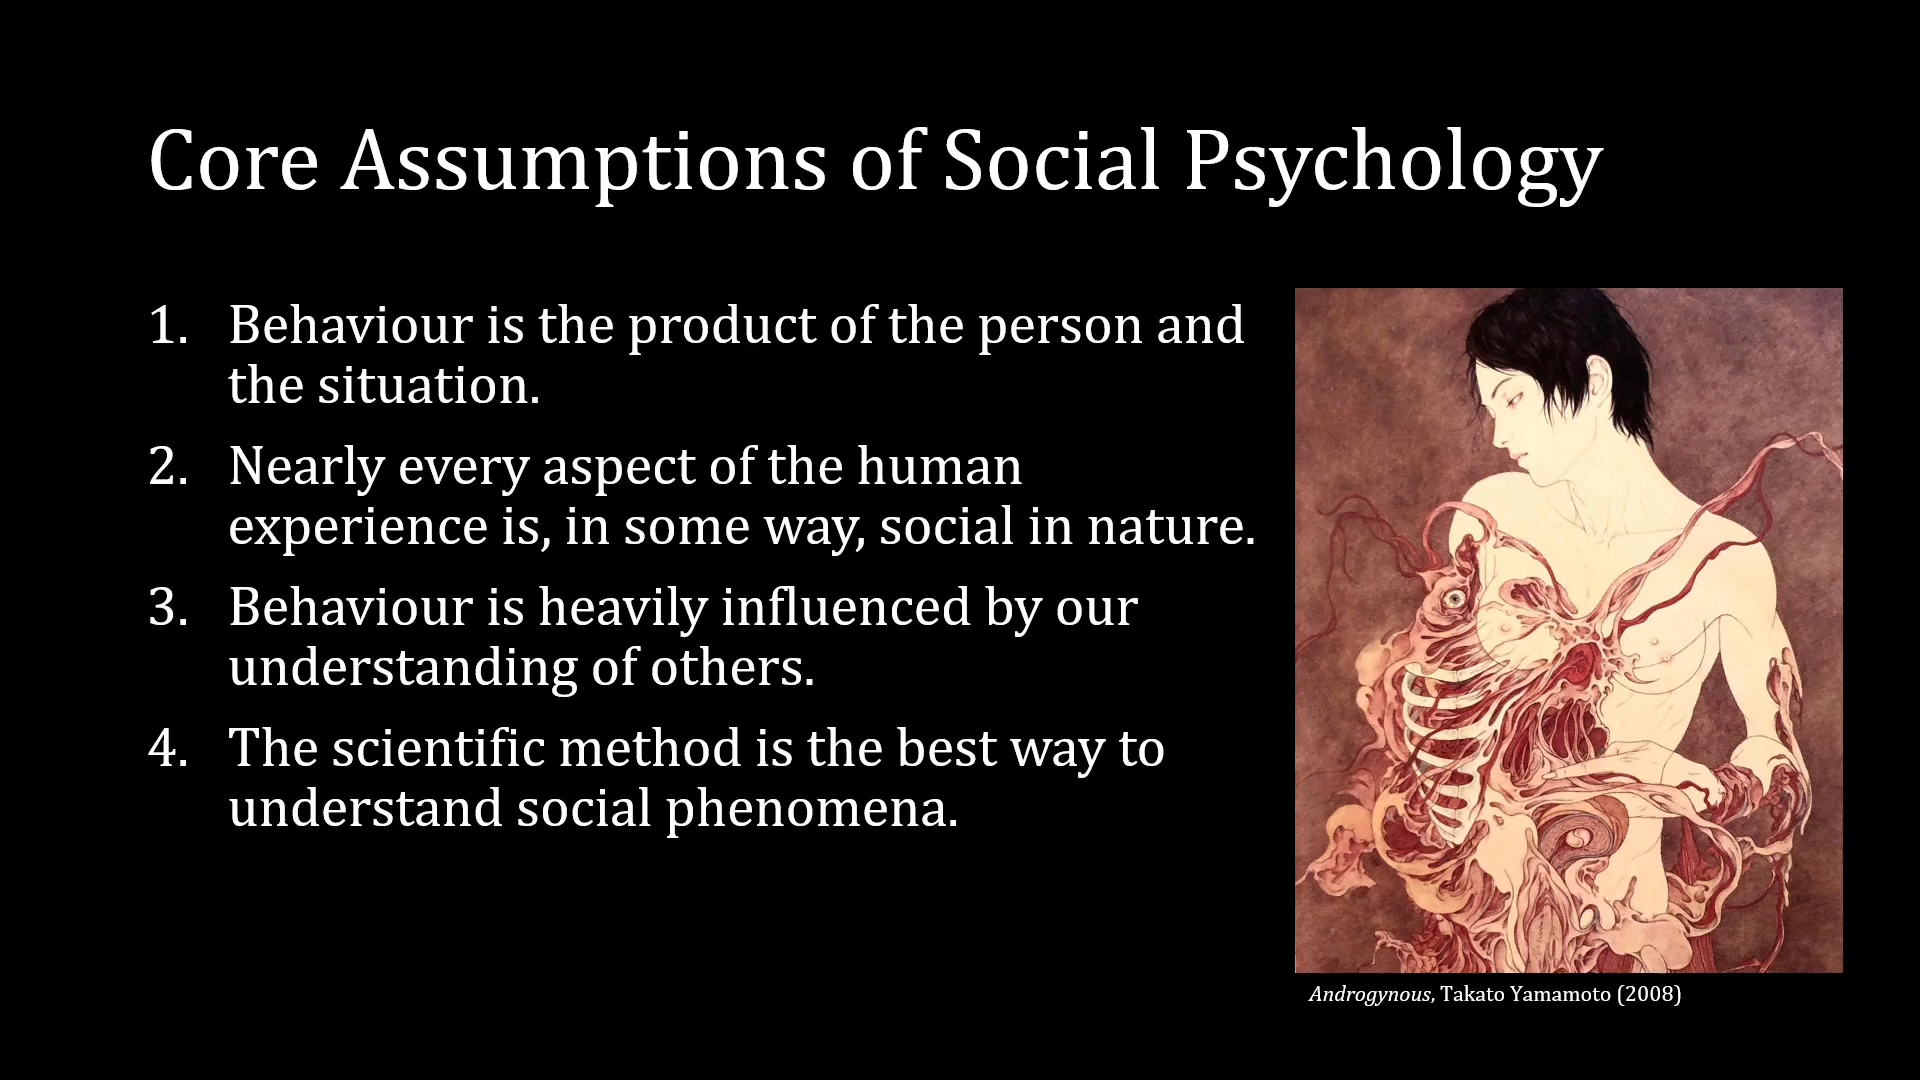 Core Assumptions of Social Psychology
1. Behaviour is the product of the person and
the situation.
2. Nearly every aspect of the human
experience is, in some way, social in nature.
3. Behaviour is heavily influenced by our
understanding of others.
4. The scientific method is the best way to
understand social phenomena.
Androgynous, Takato Yamamoto (2008)